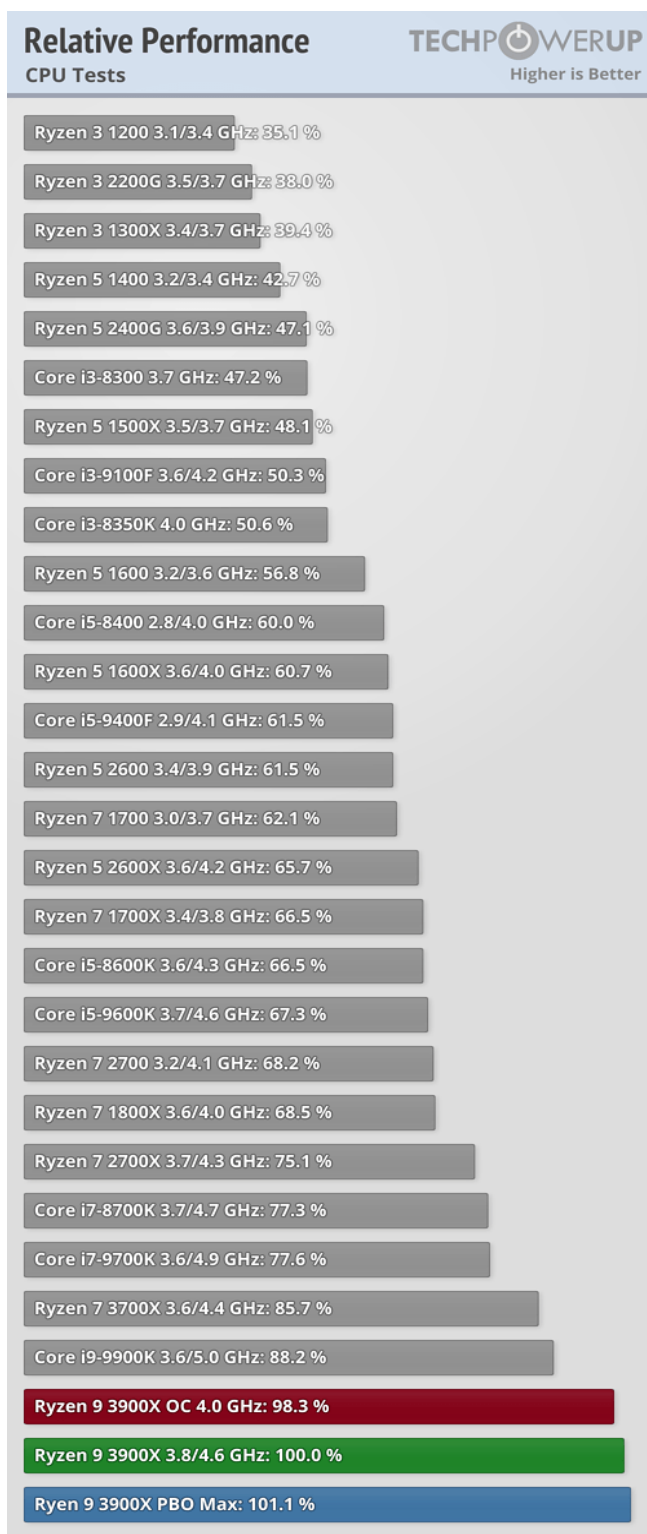 Relative Performance
TECHPOWERUP
CPU Tests
Higher is Better
Ryzen 3 1200 3.1/3.4 GHz: 35.1 %
Ryzen 3 2200G 3.5/3.7 GHz: 38.0 %
Ryzen 3 1300X 3.4/3.7 GHz: 39.4 %
Ryzen 5 1400 3.2/3.4 GHz: 42.7 %
Ryzen 5 2400G 3.6/3.9 GHz: 47.1 %
Core i3-8300 3.7 GHz: 47.2 %
Ryzen 5 1500X 3.5/3.7 GHz: 48.1 %
Core i3-9100F 3.6/4.2 GHz: 50.3 %
Core i3-8350K 4.0 GHz: 50.6 %
Ryzen 5 1600 3.2/3.6 GHz: 56.8 %
Core i5-8400 2.8/4.0 GHz: 60.0 %
Ryzen 5 1600X 3.6/4.0 GHz: 60.7 %
Core i5-9400F 2.9/4.1 GHz: 61.5 %
Ryzen 5 2600 3.4/3.9 GHz: 61.5 %
Ryzen 7 1700 3.0/3.7 GHz: 62.1 %
Ryzen 5 2600X 3.6/4.2 GHz: 65.7 %
Ryzen 7 1700X 3.4/3.8 GHz: 66.5 %
Core i5-8600K 3.6/4.3 GHz: 66.5 %
Core i5-9600K 3.7/4.6 GHz: 67.3 %
Ryzen 7 2700 3.2/4.1 GHz: 68.2 %
Ryzen 7 1800X 3.6/4.0 GHz: 68.5 %
Ryzen 7 2700X 3.7/4.3 GHz: 75.1 %
Core i7-8700K 3.7/4.7 GHz: 77.3 %
Core i7-9700K 3.6/4.9 GHz: 77.6 %
Ryzen 7 3700X 3.6/4.4 GHz: 85.7 %
Core i9-9900K 3.6/5.0 GHz: 88.2 %
Ryzen 9 3900X OC 4.0 GHz: 98.3 %
Ryzen 9 3900X 3.8/4.6 GHz: 100.0 %
Ryen 9 3900X PBO Max: 101.1 %